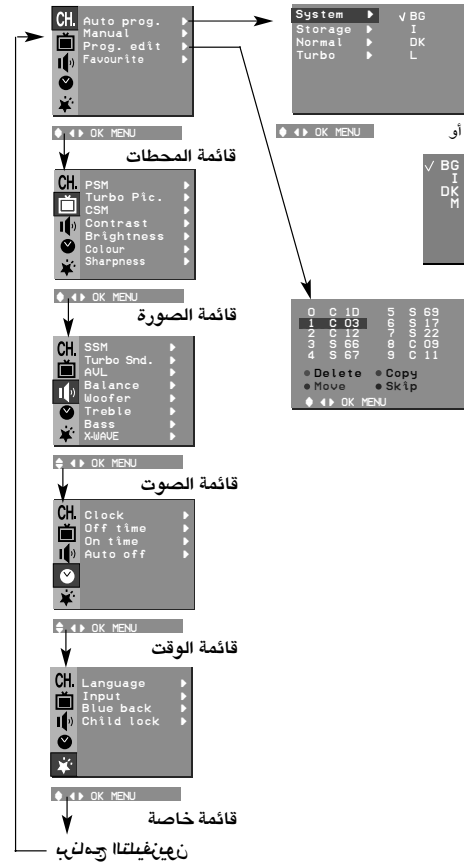 CH.
Auto prog.
Manual
Prog. edit
Favourite
OK MENU
قائمة المحطات
CH.
PSM
Turbo Pic.
CSM
Contrast
Brightness
Colour
Sharpness
OK MENU
قائمة الصورة
CH.
SSM
Turbo Snd.
AVL
Balance
Woofer
Treble
Bass
X-WAVE
OK MENU
قائمة الصوت
CH.
Clock
Off time
On time
Auto off
OK MENU
قائمة الوقت
CH.
Language
Input
Blue back
Child lock
OK MENU
قائمة خاصة
برنامج التليفيزيون
System √ BG
Storage I
Normal DK
Turbo L
OK MENU
أو
√ BG
I
DK
M
0 C 1D 5 S 69
1 C 03 6 S 17
2 C 12 7 S 22
3 S 66 8 C 09
4 S 67 9 C 11
Delete Copy
Move Skip
OK MENU